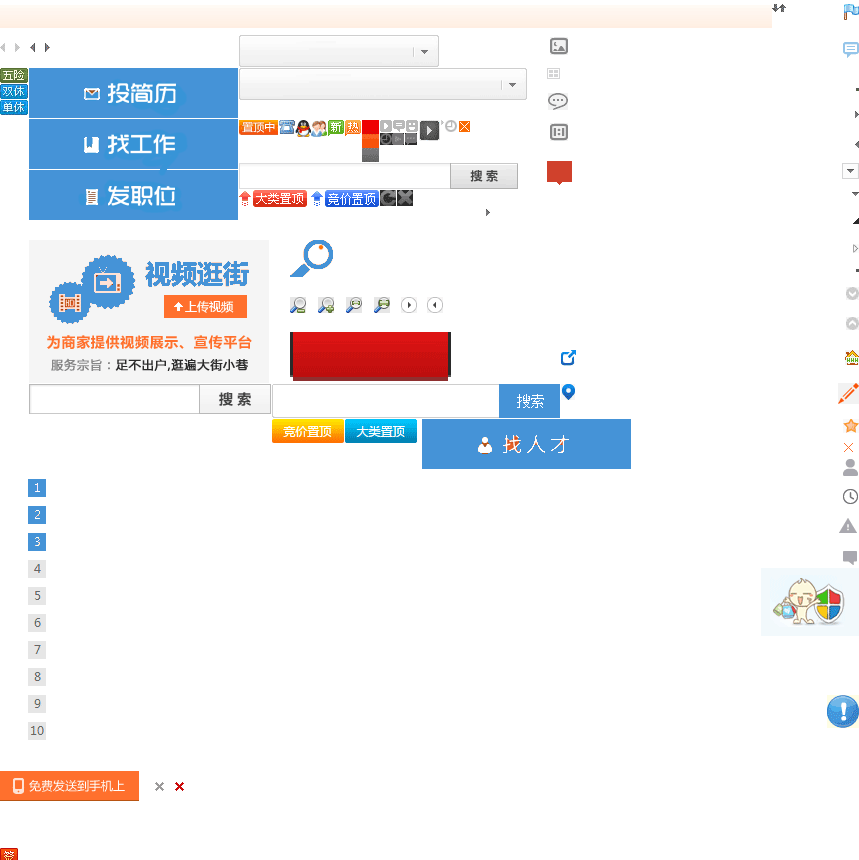 五险
双休
单休
投简历
找工作
发职位
置顶中
新
热
搜 索
大类置顶
竞价置顶
HD
视频逛街
上传视频
为商家提供视频展示、宣传平台
服务宗旨：足不出户,逛遍大街小巷
搜 索
搜索
竞价置顶
大类置顶
找人才
1
2
3
4
5
6
7
8
9
10
免费发送到手机上